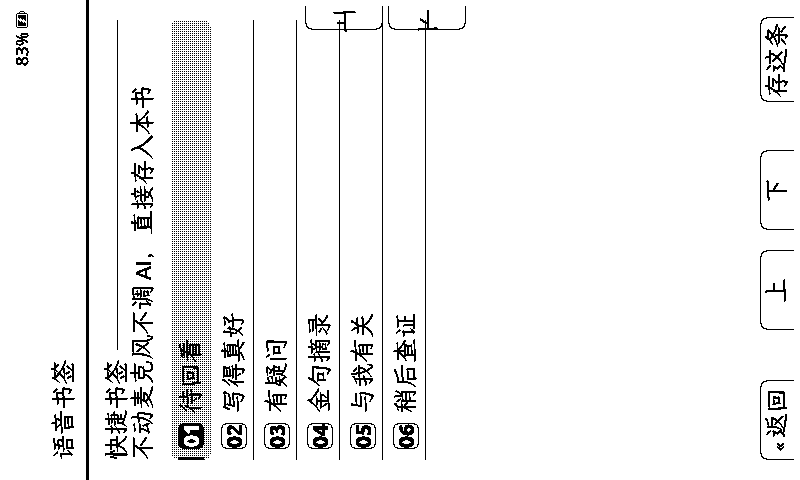 83%
语音书签
快捷书签
不动麦克风不调 AI，直接存入本书
01 待回看
02 写得真好
03 有疑问
04 金句摘录
05 与我有关
06 稍后查证
上
下
«返回
上
下
存这条